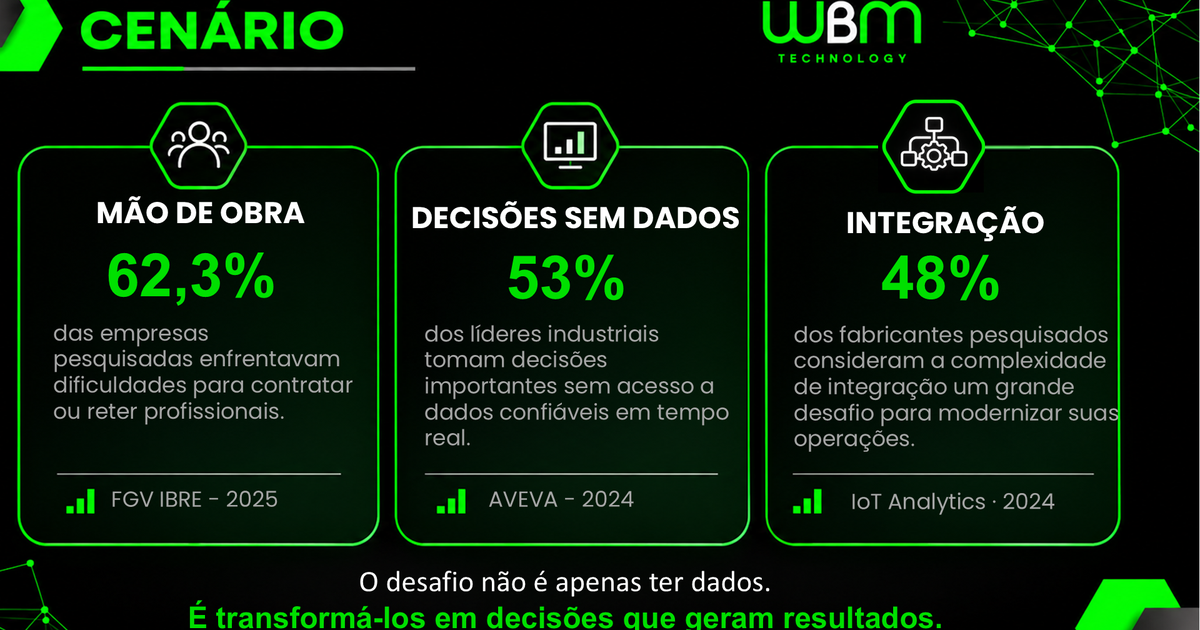 CENÁRIO
WBM
TECHNOLOGY
MÃO DE OBRA
62,3%
das empresas
pesquisadas enfrentavam
dificuldades para contratar
ou reter profissionais.
FGV IBRE - 2025
DECISÕES SEM DADOS
53%
dos líderes industriais
tomam decisões
importantes sem acesso a
dados confiáveis em tempo
real.
AVEVA - 2024
INTEGRAÇÃO
48%
dos fabricantes pesquisados
consideram a complexidade
de integração um grande
desafio para modernizar suas
operações.
IoT Analytics · 2024
O desafio não é apenas ter dados.
É transformá-los em decisões que geram resultados.